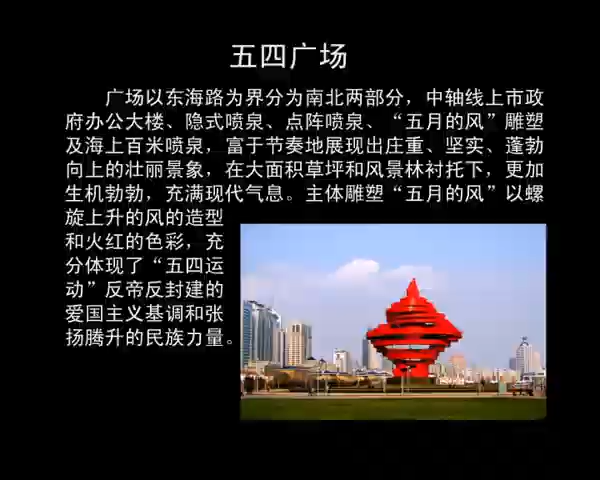 五四广场
广场以东海路为界分为南北两部分，中轴线上市政
府办公大楼、隐式喷泉、点阵喷泉、“五月的风”雕塑
及海上百米喷泉，富于节奏地展现出庄重、坚实、蓬勃
向上的壮丽景象，在大面积草坪和风景林衬托下，更加
生机勃勃，充满现代气息。主体雕塑“五月的风”以螺
旋上升的风的造型
和火红的色彩，充
分体现了“五四运
动”反帝反封建的
爱国主义基调和张
扬腾升的民族力量。